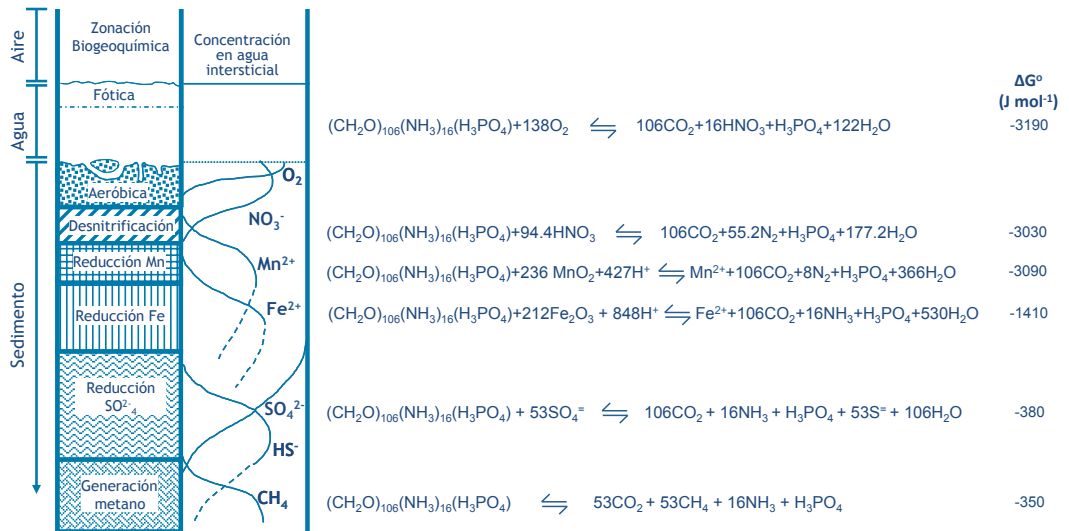 Aire
Agua
Sedimento
Zonación
Biogeoquímica
Fótica
Aeróbica
Desnitrificación
Reducción Mn
Reducción Fe
Reducción
SO²⁻₄
Generación
metano
Concentración
en agua
intersticial
O₂
NO₃⁻
Mn²⁺
Fe²⁺
SO₄²⁻
HS⁻
CH₄
ΔGº
(J mol⁻¹)
(CH₂O)₁₀₆(NH₃)₁₆(H₃PO₄)+138O₂ ⇋ 106CO₂+16HNO₃+H₃PO₄+122H₂O -3190
(CH₂O)₁₀₆(NH₃)₁₆(H₃PO₄)+94.4HNO₃ ⇋ 106CO₂+55.2N₂+H₃PO₄+177.2H₂O -3030
(CH₂O)₁₀₆(NH₃)₁₆(H₃PO₄)+236 MnO₂+427H⁺ ⇋ Mn²⁺+106CO₂+8N₂+H₃PO₄+366H₂O -3090
(CH₂O)₁₀₆(NH₃)₁₆(H₃PO₄)+212Fe₂O₃ + 848H⁺ ⇋ Fe²⁺+106CO₂+16NH₃+H₃PO₄+530H₂O -1410
(CH₂O)₁₀₆(NH₃)₁₆(H₃PO₄) + 53SO₄⁼ ⇋ 106CO₂ + 16NH₃ + H₃PO₄ + 53S⁼ + 106H₂O -380
(CH₂O)₁₀₆(NH₃)₁₆(H₃PO₄) ⇋ 53CO₂ + 53CH₄ + 16NH₃ + H₃PO₄ -350